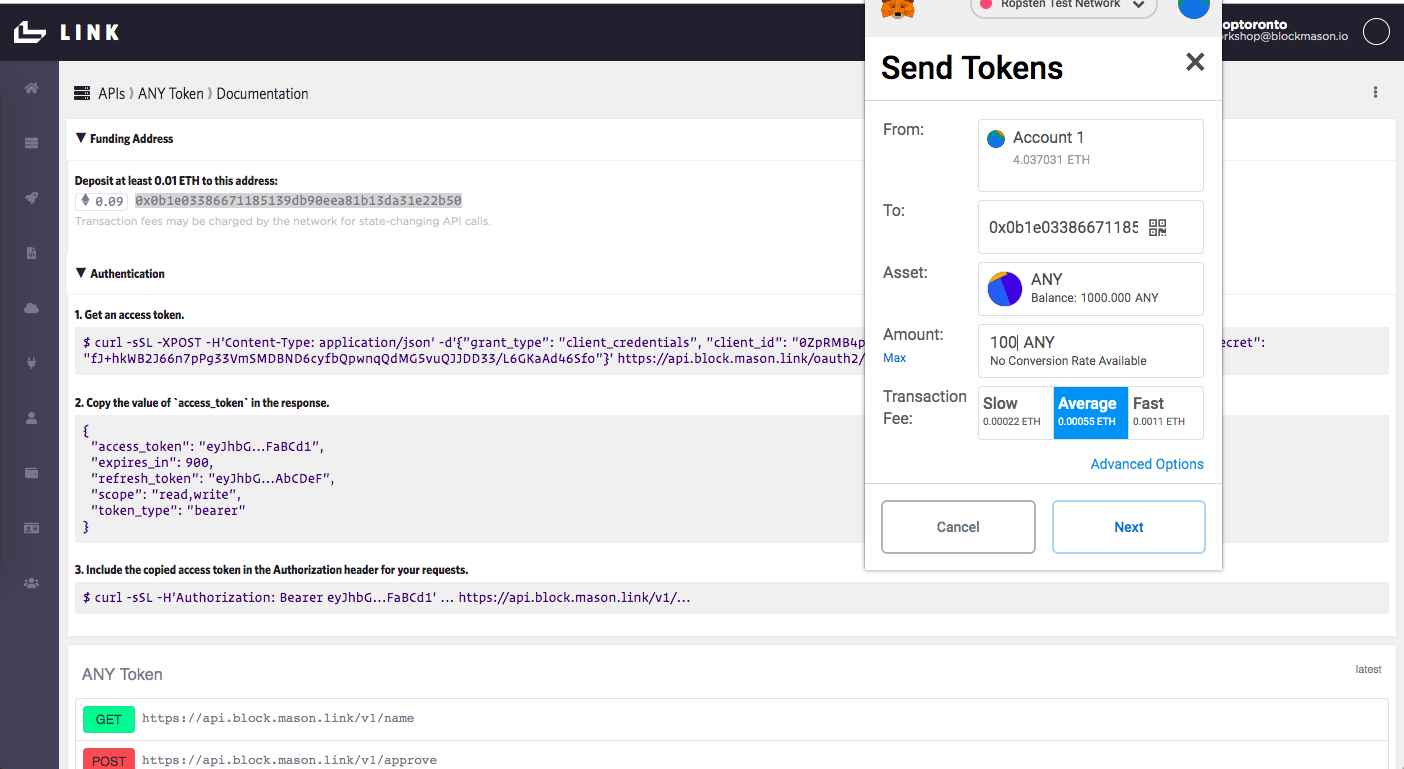 LINK
optoronto
orkshop@blockmason.io
APIs ⟩ ANY Token ⟩ Documentation
▼ Funding Address
Deposit at least 0.01 ETH to this address:
0.09 0x0b1e03386671185139db90eea81b13da31e22b50
Transaction fees may be charged by the network for state-changing API calls.
▼ Authentication
1. Get an access token.
$ curl -sSL -XPOST -H'Content-Type: application/json' -d'{"grant_type": "client_credentials", "client_id": "0ZpRMB4p
ecret":
"fJ+hkWB2J66n7pPg33VmSMDBND6cyfbQpwnqQdMG5vuQJJDD33/L6GKaAd46Sfo"}' https://api.block.mason.link/oauth2/
2. Copy the value of `access_token` in the response.
{
"access_token": "eyJhbG...FaBCd1",
"expires_in": 900,
"refresh_token": "eyJhbG...AbCDeF",
"scope": "read,write",
"token_type": "bearer"
}
3. Include the copied access token in the Authorization header for your requests.
$ curl -sSL -H'Authorization: Bearer eyJhbG...FaBCd1' ... https://api.block.mason.link/v1/...
ANY Token
latest
GET https://api.block.mason.link/v1/name
POST https://api.block.mason.link/v1/approve
Ropsten Test Network
Send Tokens
From:
Account 1
4.037031 ETH
To:
0x0b1e03386671185
Asset:
ANY
Balance: 1000.000 ANY
Amount:
Max
100 ANY
No Conversion Rate Available
Transaction
Fee:
Slow
0.00022 ETH
Average
0.00055 ETH
Fast
0.0011 ETH
Advanced Options
Cancel
Next